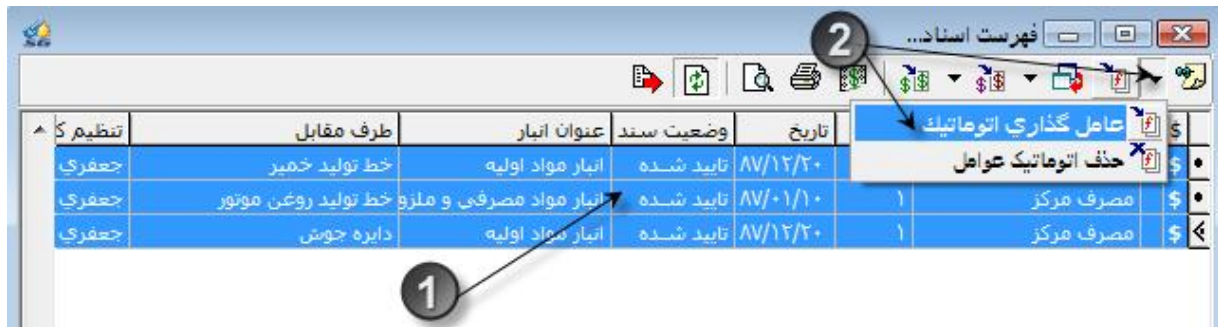 فهرست اسناد...
2
عامل گذاري اتوماتيك
حذف اتوماتیک عوامل
$ تاریخ وضعیت سند عنوان انبار طرف مقابل تنظیم ک
$ ۸۷/۱۲/۲۰ تایید شده انبار مواد اولیه خط تولید خمیر جعفري
$ مصرف مرکز ۱ ۸۷/۰۱/۱۰ تایید شده انبار مواد مصرفی و ملزو خط تولید روغن موتور جعفري
$ مصرف مرکز ۱ ۸۷/۱۲/۲۰ تایید شده انبار مواد اولیه دایره جوش جعفري
1